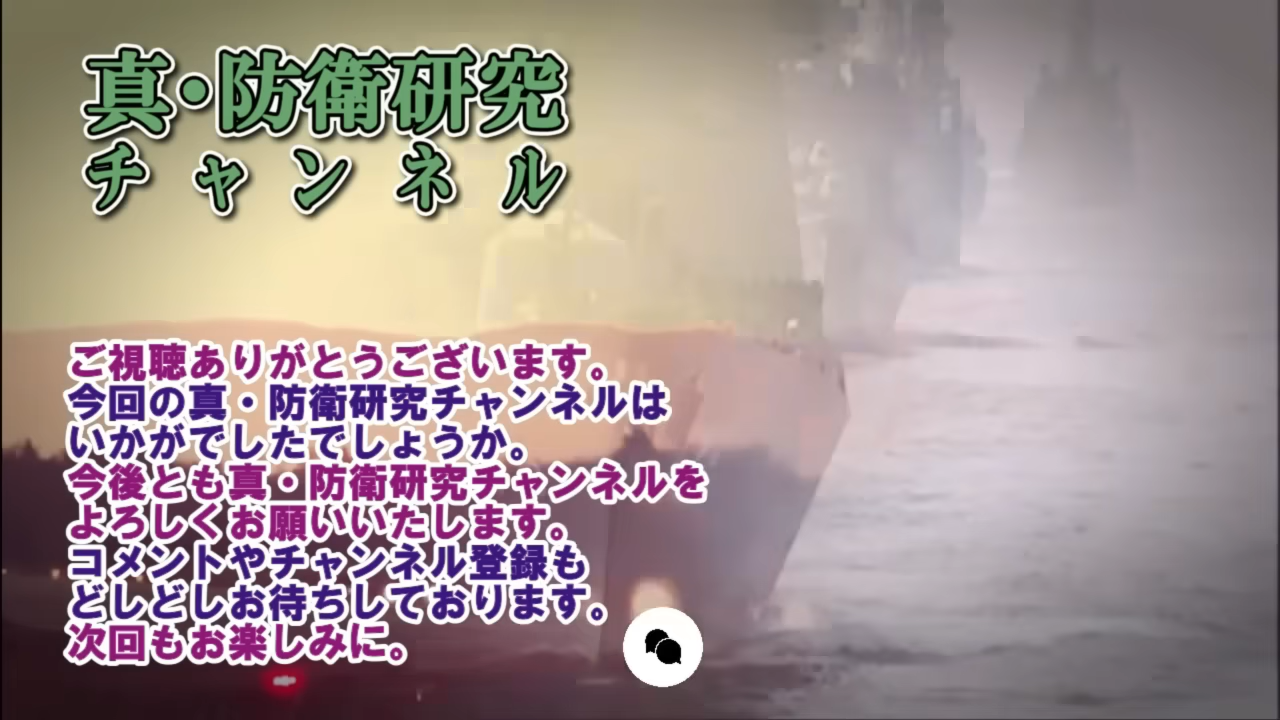 真・防衛研究
チャンネル
ご視聴ありがとうございます。
今回の真・防衛研究チャンネルは
いかがでしたでしょうか。
今後とも真・防衛研究チャンネルを
よろしくお願いいたします。
コメントやチャンネル登録も
どしどしお待ちしております。
次回もお楽しみに。